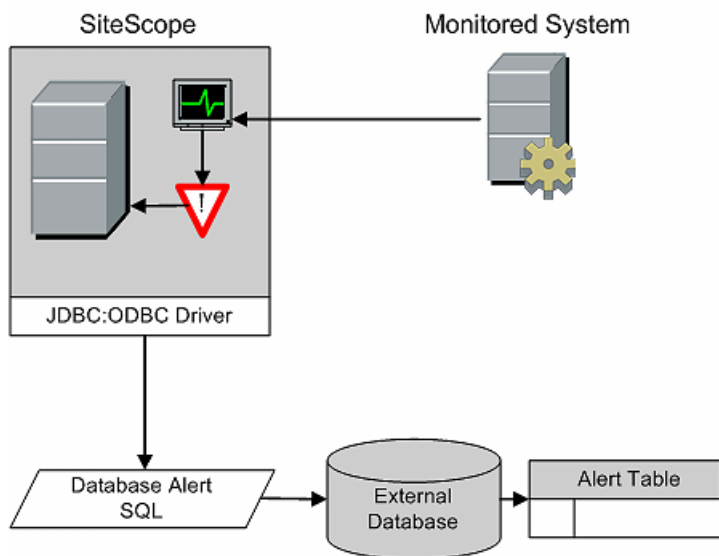 SiteScope
Monitored System
!
JDBC:ODBC Driver
Database Alert
SQL
External
Database
Alert Table